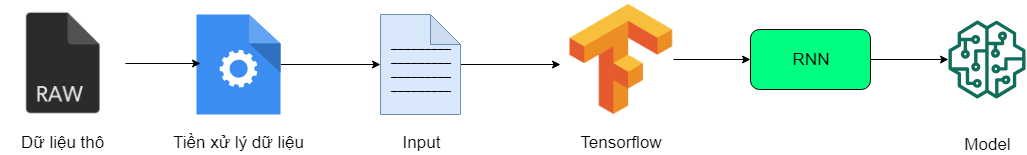 RAW
RNN
Dữ liệu thô
Tiền xử lý dữ liệu
Input
Tensorflow
Model